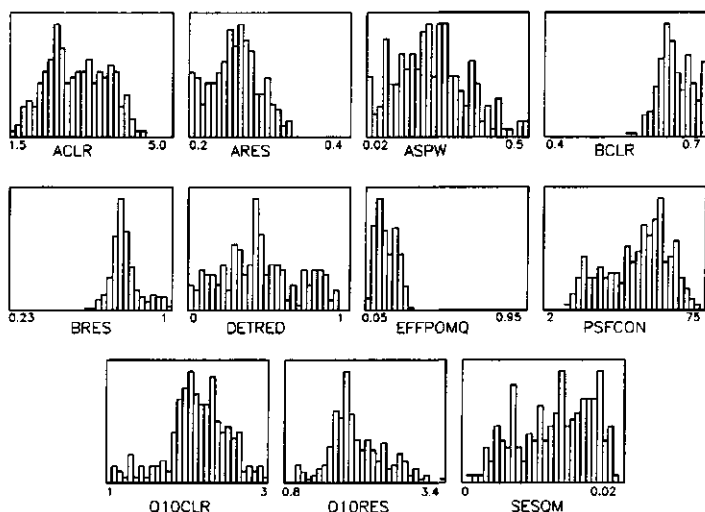 1.5 5.0 0.2 0.4 0.02 0.5 0.4 0.7
ACLR ARES ASPW BCLR
0.23 1 0 1 0.05 0.95 2 75
BRES DETRED EFFPOMQ PSFCON
1 3 0.8 3.4 0 0.02
Q10CLR Q10RES SESOM